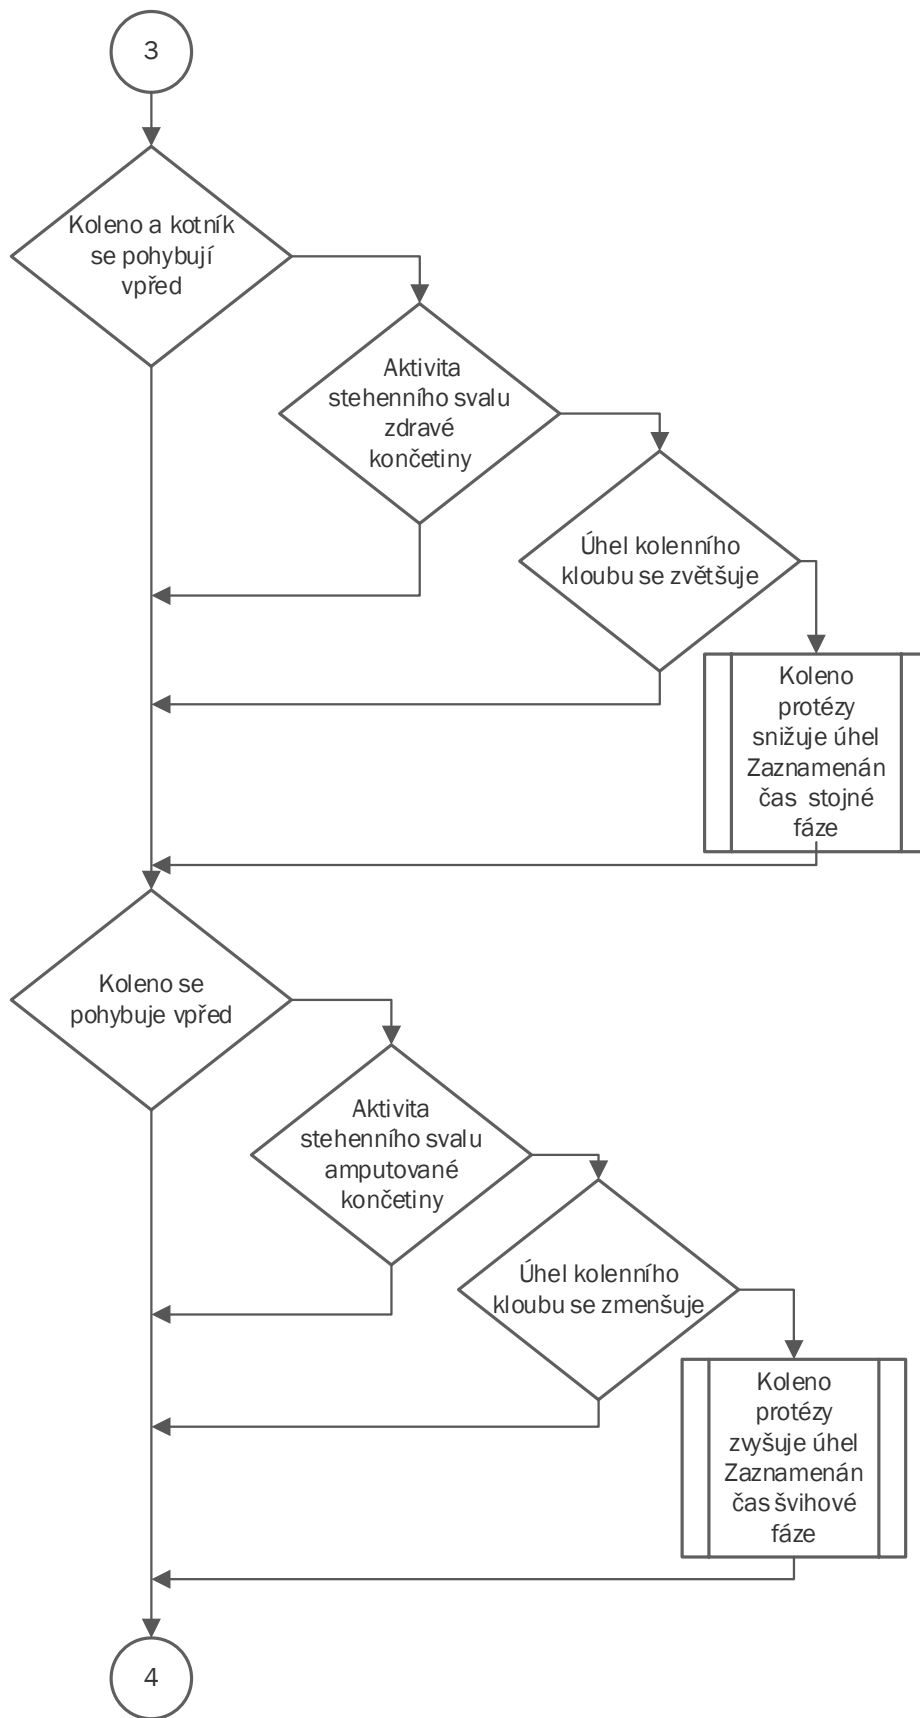 3
Koleno a kotník
se pohybují
vpřed
Aktivita
stehenního svalu
zdravé
končetiny
Úhel kolenního
kloubu se zvětšuje
Koleno
protézy
snižuje úhel
Zaznamenán
čas stojné
fáze
Koleno se
pohybuje vpřed
Aktivita
stehenního svalu
amputované
končetiny
Úhel kolenního
kloubu se zmenšuje
Koleno
protézy
zvyšuje úhel
Zaznamenán
čas švihové
fáze
4